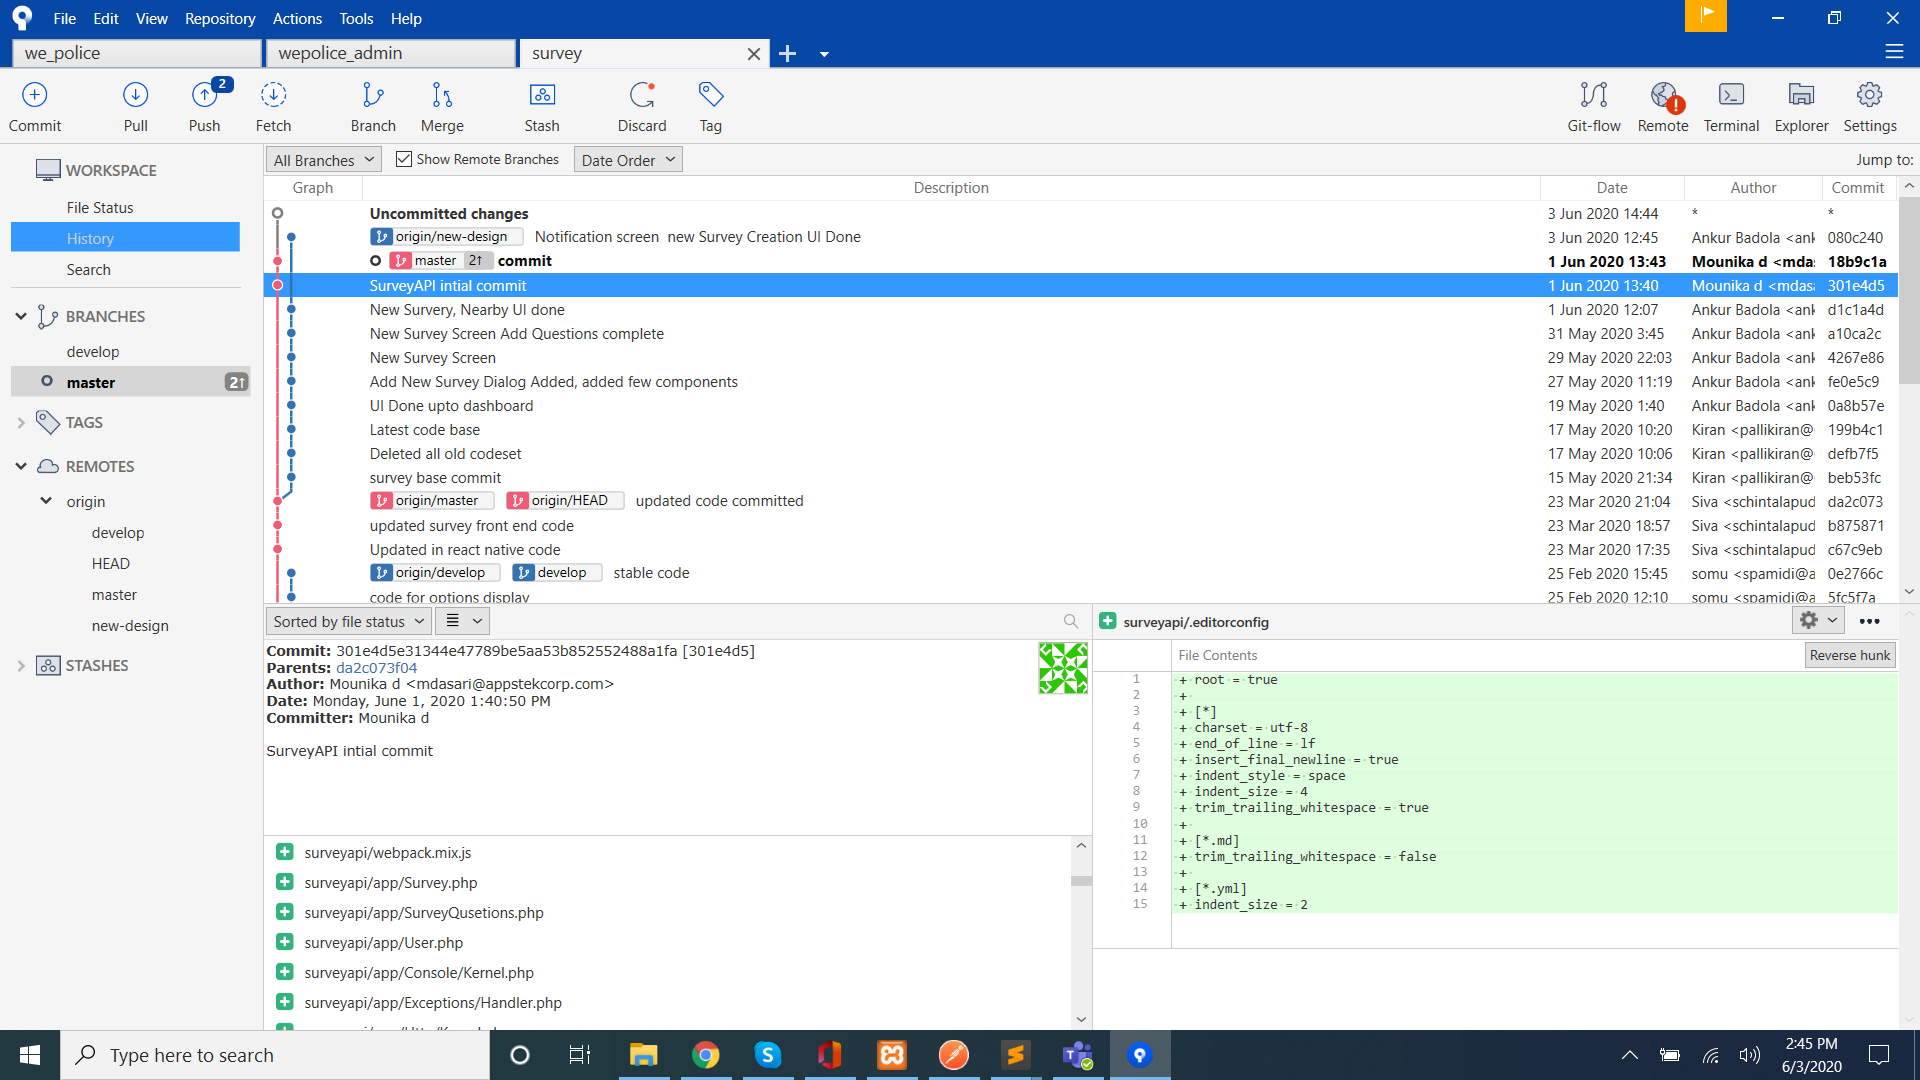 File Edit View Repository Actions Tools Help
we_police wepolice_admin survey
2
Commit Pull Push Fetch Branch Merge Stash Discard Tag Git-flow Remote Terminal Explorer Settings
All Branches Show Remote Branches Date Order Jump to:
WORKSPACE
File Status
History
Search
BRANCHES
develop
master 2↑
TAGS
REMOTES
origin
develop
HEAD
master
new-design
STASHES
Graph Description Date Author Commit
Uncommitted changes 3 Jun 2020 14:44 * *
origin/new-design Notification screen new Survey Creation UI Done 3 Jun 2020 12:45 Ankur Badola <ank 080c240
master 2↑ commit 1 Jun 2020 13:43 Mounika d <mdas 18b9c1a
SurveyAPI intial commit 1 Jun 2020 13:40 Mounika d <mdasa 301e4d5
New Survery, Nearby UI done 1 Jun 2020 12:07 Ankur Badola <ank d1c1a4d
New Survey Screen Add Questions complete 31 May 2020 3:45 Ankur Badola <ank a10ca2c
New Survey Screen 29 May 2020 22:03 Ankur Badola <ank 4267e86
Add New Survey Dialog Added, added few components 27 May 2020 11:19 Ankur Badola <ank fe0e5c9
UI Done upto dashboard 19 May 2020 1:40 Ankur Badola <ank 0a8b57e
Latest code base 17 May 2020 10:20 Kiran <pallikiran@ 199b4c1
Deleted all old codeset 17 May 2020 10:06 Kiran <pallikiran@ defb7f5
survey base commit 15 May 2020 21:34 Kiran <pallikiran@ beb53fc
origin/master origin/HEAD updated code committed 23 Mar 2020 21:04 Siva <schintalapud da2c073
updated survey front end code 23 Mar 2020 18:57 Siva <schintalapud b875871
Updated in react native code 23 Mar 2020 17:35 Siva <schintalapud c67c9eb
origin/develop develop stable code 25 Feb 2020 15:45 somu <spamidi@a 0e2766c
code for options display 25 Feb 2020 12:10 somu <spamidi@a 5fc5f7a
Sorted by file status
Commit: 301e4d5e31344e47789be5aa53b852552488a1fa [301e4d5]
Parents: da2c073f04
Author: Mounika d <mdasari@appstekcorp.com>
Date: Monday, June 1, 2020 1:40:50 PM
Committer: Mounika d
SurveyAPI intial commit
surveyapi/webpack.mix.js
surveyapi/app/Survey.php
surveyapi/app/SurveyQusetions.php
surveyapi/app/User.php
surveyapi/app/Console/Kernel.php
surveyapi/app/Exceptions/Handler.php
surveyapi/.editorconfig
File Contents Reverse hunk
1 + root = true
2 +
3 + [*]
4 + charset = utf-8
5 + end_of_line = lf
6 + insert_final_newline = true
7 + indent_style = space
8 + indent_size = 4
9 + trim_trailing_whitespace = true
10 +
11 + [*.md]
12 + trim_trailing_whitespace = false
13 +
14 + [*.yml]
15 + indent_size = 2
Type here to search
2:45 PM
6/3/2020